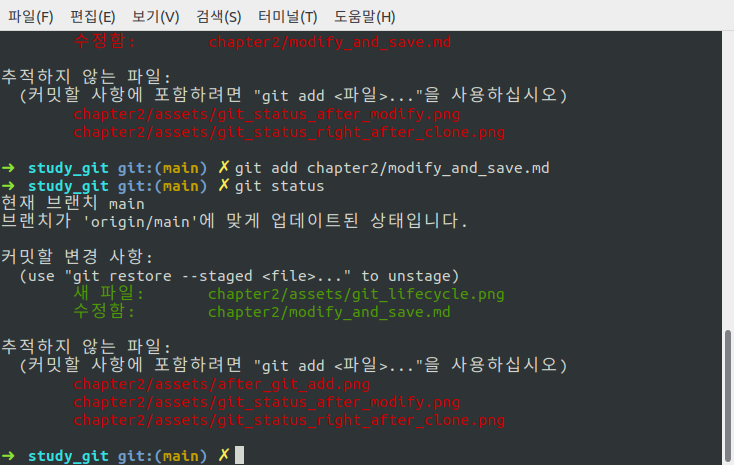 파일(F) 편집(E) 보기(V) 검색(S) 터미널(T) 도움말(H)
수정함: chapter2/modify_and_save.md
추적하지 않는 파일:
(커밋할 사항에 포함하려면 "git add <파일>..."을 사용하십시오)
chapter2/assets/git_status_after_modify.png
chapter2/assets/git_status_right_after_clone.png
➜ study_git git:(main) ✗ git add chapter2/modify_and_save.md
➜ study_git git:(main) ✗ git status
현재 브랜치 main
브랜치가 'origin/main'에 맞게 업데이트된 상태입니다.
커밋할 변경 사항:
(use "git restore --staged <file>..." to unstage)
새 파일: chapter2/assets/git_lifecycle.png
수정함: chapter2/modify_and_save.md
추적하지 않는 파일:
(커밋할 사항에 포함하려면 "git add <파일>..."을 사용하십시오)
chapter2/assets/after_git_add.png
chapter2/assets/git_status_after_modify.png
chapter2/assets/git_status_right_after_clone.png
➜ study_git git:(main) ✗